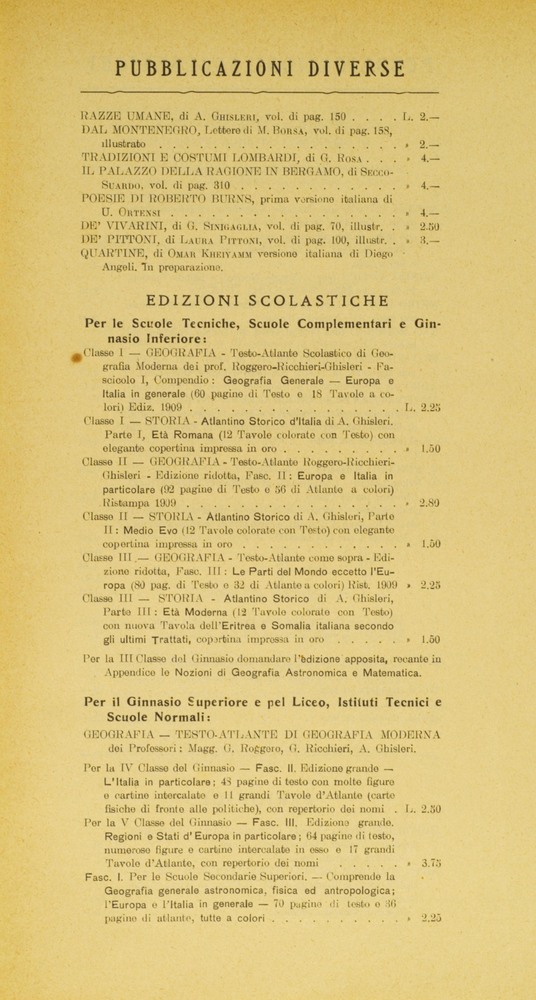 PUBBLICAZIONI DIVERSE
RAZZE UMANE, di A. GHISLERI, vol. di pag. 150 . . . . L. 2.—
DAL MONTENEGRO, Lettere di M. BORSA, vol. di pag. 158,
illustrato . . . . . . . . . . . . . . . . . » 2.—
TRADIZIONI E COSTUMI LOMBARDI, di G. ROSA . . . » 4.—
IL PALAZZO DELLA RAGIONE IN BERGAMO, di SECCO-
SUARDO, vol. di pag. 310 . . . . . . . . . . . » 4.—
POESIE DI ROBERTO BURNS, prima versione italiana di
U. ORTENSI . . . . . . . . . . . . . . . . » 4.—
DE' VIVARINI, di G. SINIGAGLIA, vol. di pag. 70, illustr. . » 2.50
DE' PITTONI, di LAURA PITTONI, vol. di pag. 100, illustr. . » 3.—
QUARTINE, di OMAR KHEIYAMM versione italiana di Diego
Angeli. In preparazione.
EDIZIONI SCOLASTICHE
Per le Scuole Tecniche, Scuole Complementari e Gin-
nasio Inferiore:
Classe I — GEOGRAFIA - Testo-Atlante Scolastico di Geo-
grafia Moderna dei prof. Roggero-Ricchieri-Ghisleri - Fa-
scicolo I, Compendio: Geografia Generale — Europa e
Italia in generale (60 pagine di Testo e 18 Tavole a co-
lori) Ediz. 1909 . . . . . . . . . . . . . . . L. 2.25
Classe I — STORIA - Atlantino Storico d'Italia di A. Ghisleri.
Parte I, Età Romana (12 Tavole colorate con Testo) con
elegante copertina impressa in oro . . . . . . . . » 1.50
Classe II — GEOGRAFIA - Testo-Atlante Roggero-Ricchieri-
Ghisleri - Edizione ridotta, Fasc. II: Europa e Italia in
particolare (92 pagine di Testo e 56 di Atlante a colori)
Ristampa 1909 . . . . . . . . . . . . . . . » 2.80
Classe II — STORIA - Atlantino Storico di A. Ghisleri, Parte
II: Medio Evo (12 Tavole colorate con Testo) con elegante
copertina impressa in oro . . . . . . . . . . . » 1.50
Classe III — GEOGRAFIA - Testo-Atlante come sopra - Edi-
zione ridotta, Fasc. III: Le Parti del Mondo eccetto l'Eu-
ropa (80 pag. di Testo e 32 di Atlante a colori) Rist. 1909 » 2.25
Classe III — STORIA - Atlantino Storico di A. Ghisleri,
Parte III: Età Moderna (12 Tavole colorate con Testo)
con nuova Tavola dell'Eritrea e Somalia italiana secondo
gli ultimi Trattati, copertina impressa in oro . . . . . » 1.50
Per la III Classe del Ginnasio domandare l'edizione apposita, recante in
Appendice le Nozioni di Geografia Astronomica e Matematica.
Per il Ginnasio Superiore e pel Liceo, Istituti Tecnici e
Scuole Normali:
GEOGRAFIA — TESTO-ATLANTE DI GEOGRAFIA MODERNA
dei Professori: Magg. G. Roggero, G. Ricchieri, A. Ghisleri.
Per la IV Classe del Ginnasio — Fasc. II. Edizione grande —
L'Italia in particolare; 48 pagine di testo con molte figure
e cartine intercalate e 11 grandi Tavole d'Atlante (carte
fisiche di fronte alle politiche), con repertorio dei nomi . L. 2.50
Per la V Classe del Ginnasio — Fasc. III. Edizione grande.
Regioni e Stati d'Europa in particolare; 64 pagine di testo,
numerose figure e cartine intercalate in esso e 17 grandi
Tavole d'Atlante, con repertorio dei nomi . . . . . » 3.75
Fasc. I. Per le Scuole Secondarie Superiori. — Comprende la
Geografia generale astronomica, fisica ed antropologica;
l'Europa e l'Italia in generale — 70 pagine di testo e 36
pagine di atlante, tutte a colori . . . . . . . . . » 2.25